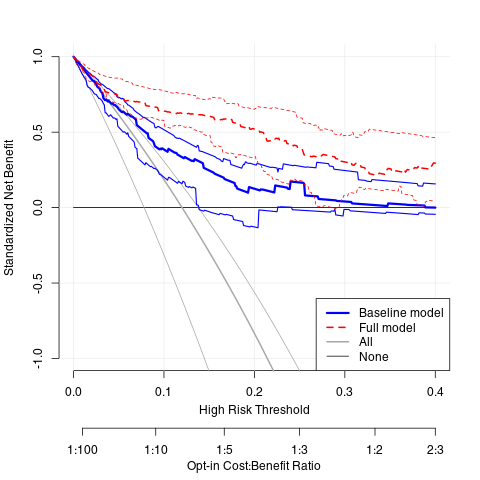 Standardized Net Benefit
1.0
0.5
0.0
-0.5
-1.0
Baseline model
Full model
All
None
0.0 0.1 0.2 0.3 0.4
High Risk Threshold
1:100 1:10 1:5 1:3 1:2 2:3
Opt-in Cost:Benefit Ratio